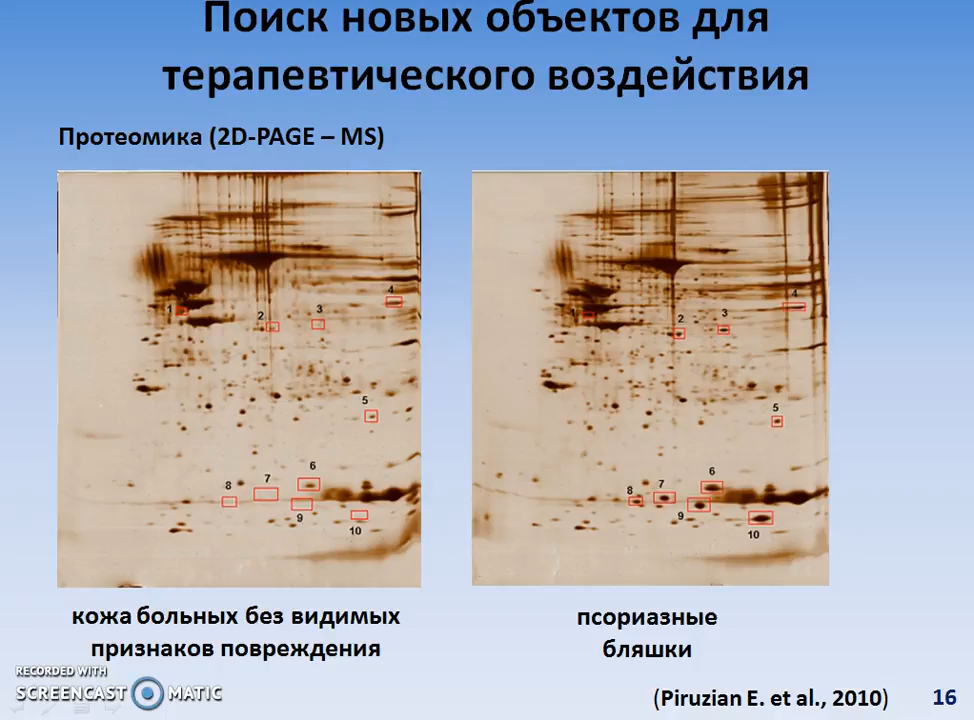 Поиск новых объектов для
терапевтического воздействия
Протеомика (2D-PAGE – MS)
1
2
3
4
5
6
7
8
9
10
1
2
3
4
5
6
7
8
9
10
кожа больных без видимых
признаков повреждения
псориазные
бляшки
RECORDED WITH
SCREENCAST MATIC
(Piruzian E. et al., 2010)
16